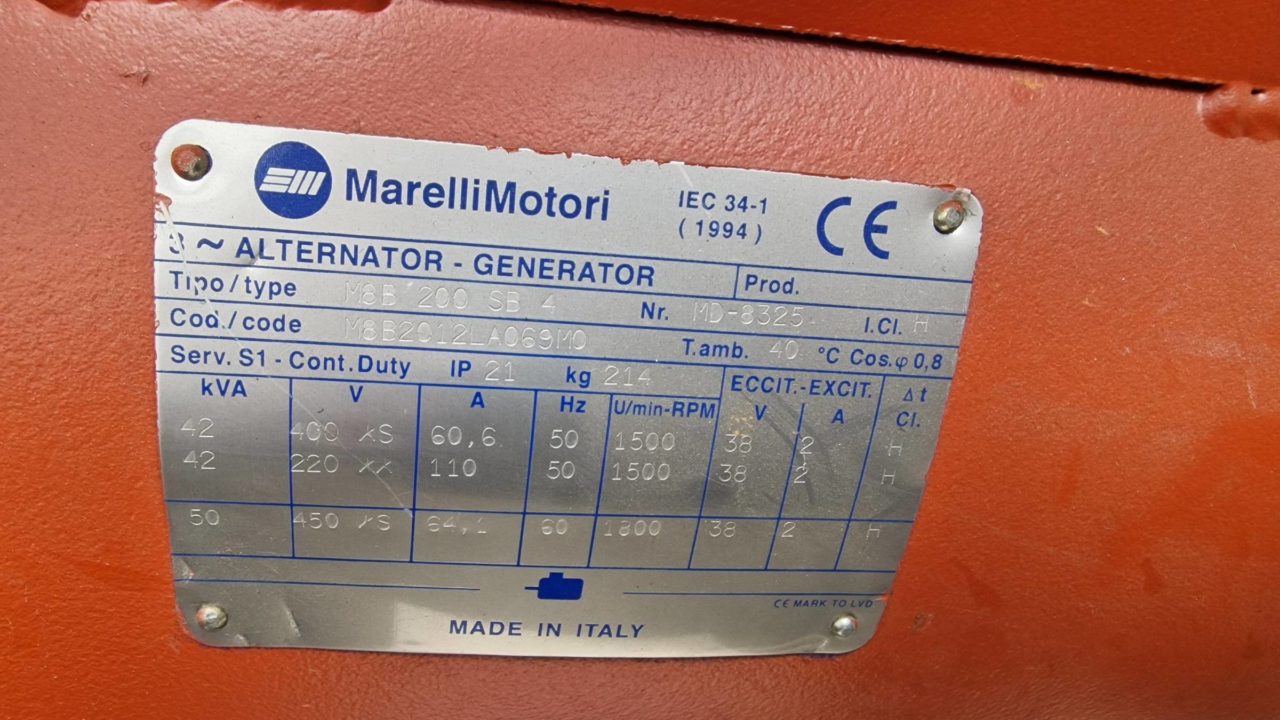 MarelliMotori
IEC 34-1
(1994)
CE
3 ~ ALTERNATOR - GENERATOR
Prod.
Tipo / type M8B 200 SB 4 Nr. MD-8325 I.Cl. H
Cod. / code M8B2012LA069M0 T.amb. 40 °C Cos.φ 0,8
Serv. S1 - Cont. Duty IP 21 kg 214 ECCIT.-EXCIT. Δt
kVA V A Hz U/min-RPM V A Cl.
42 400 YS 60,6 50 1500 38 2 H
42 220 YY 110 50 1500 38 2 H
50 450 YS 64,1 60 1800 38 2 H
CE MARK TO LVD
MADE IN ITALY